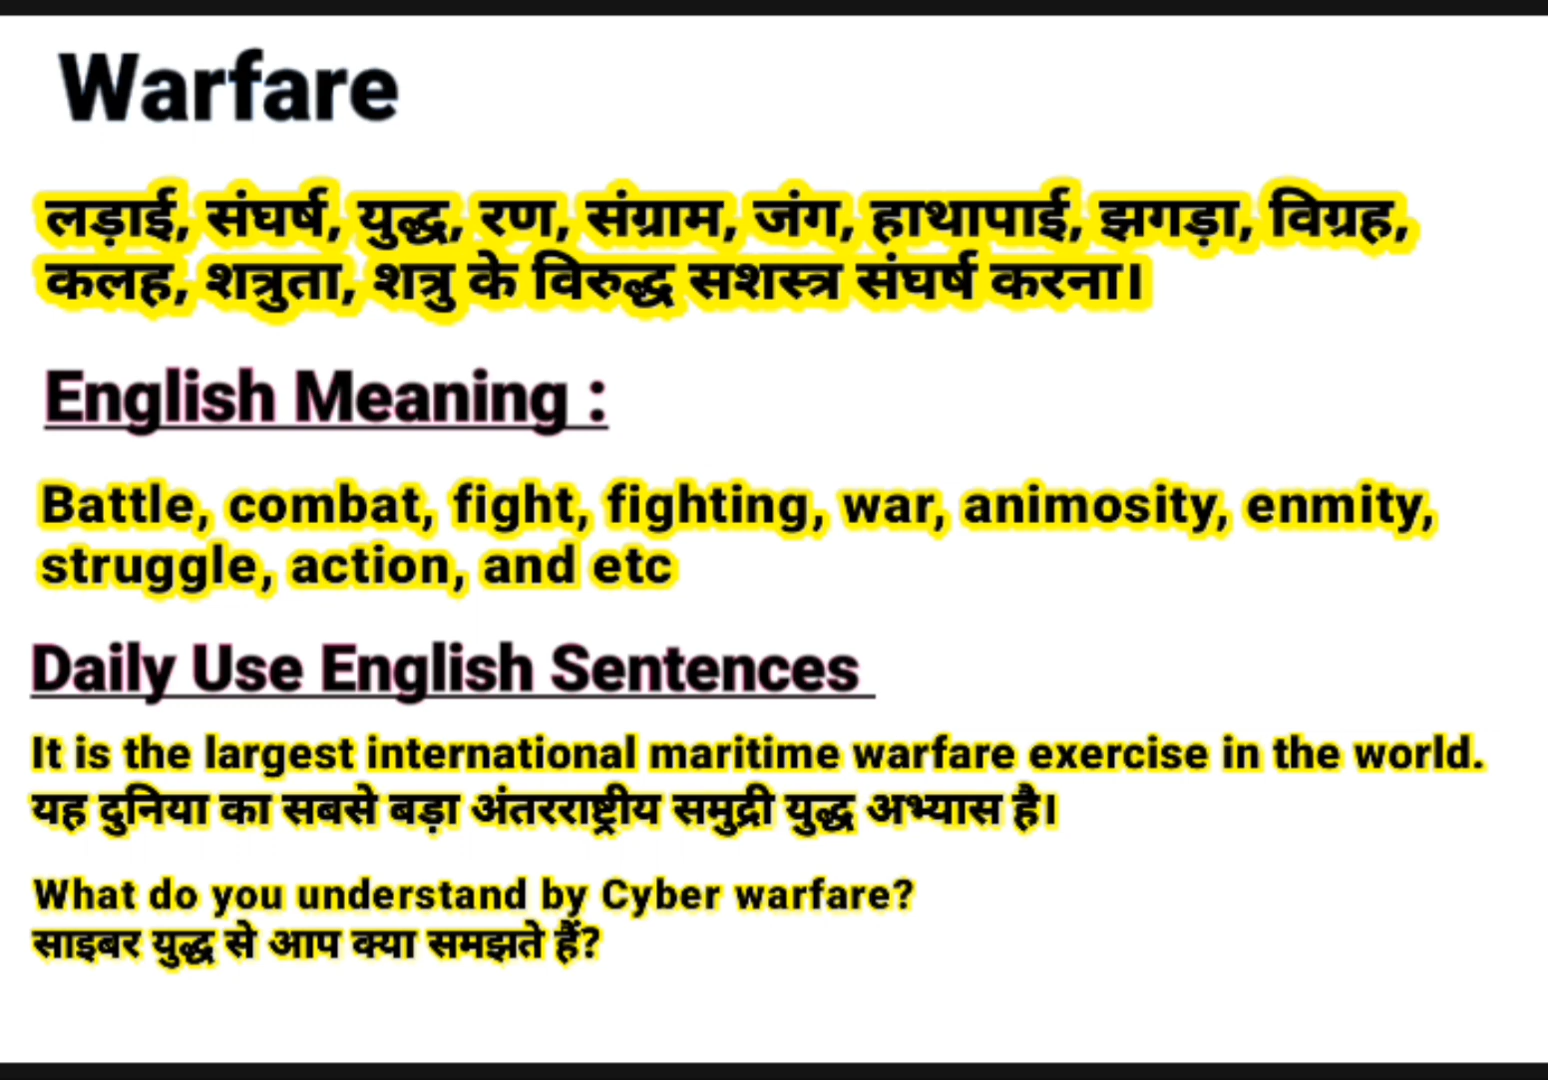 Warfare
लड़ाई, संघर्ष, युद्ध, रण, संग्राम, जंग, हाथापाई, झगड़ा, विग्रह,
कलह, शत्रुता, शत्रु के विरुद्ध सशस्त्र संघर्ष करना।
English Meaning :
Battle, combat, fight, fighting, war, animosity, enmity,
struggle, action, and etc
Daily Use English Sentences
It is the largest international maritime warfare exercise in the world.
यह दुनिया का सबसे बड़ा अंतरराष्ट्रीय समुद्री युद्ध अभ्यास है।
What do you understand by Cyber warfare?
साइबर युद्ध से आप क्या समझते हैं?